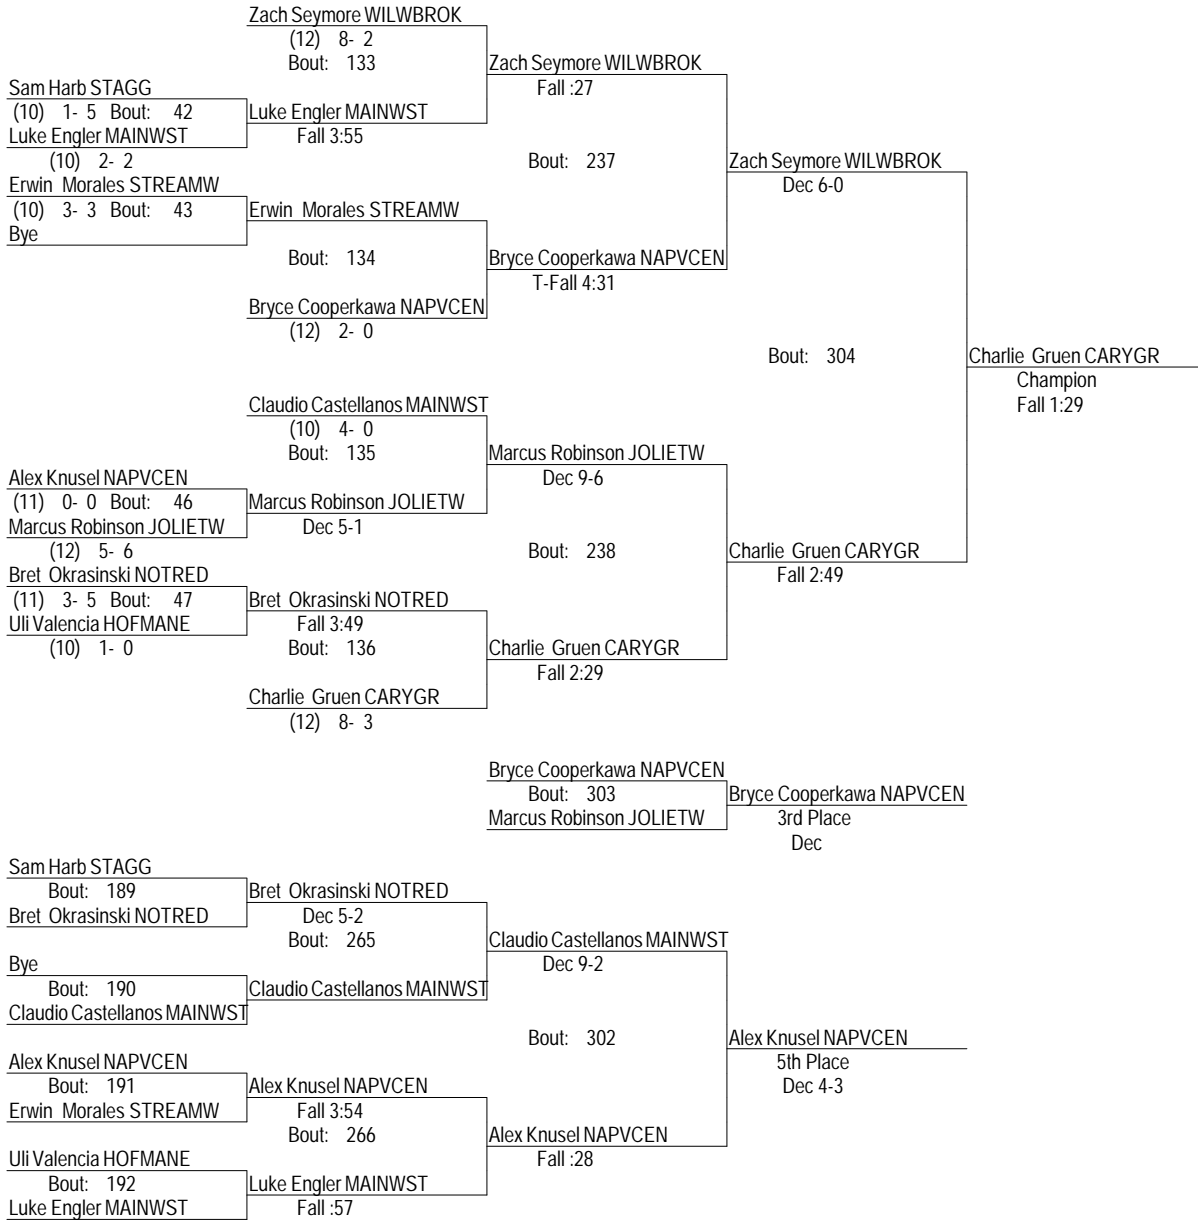 Zach Seymore WILWBROK
(12) 8- 2
Bout: 133
Zach Seymore WILWBROK
Fall :27
Sam Harb STAGG
(10) 1- 5 Bout: 42
Luke Engler MAINWST
Luke Engler MAINWST
Fall 3:55
(10) 2- 2
Bout: 237
Zach Seymore WILWBROK
Dec 6-0
Erwin Morales STREAMW
(10) 3- 3 Bout: 43
Erwin Morales STREAMW
Bye
Bout: 134
Bryce Cooperkawa NAPVCEN
T-Fall 4:31
Bryce Cooperkawa NAPVCEN
(12) 2- 0
Bout: 304
Charlie Gruen CARYGR
Champion
Fall 1:29
Claudio Castellanos MAINWST
(10) 4- 0
Bout: 135
Marcus Robinson JOLIETW
Dec 9-6
Alex Knusel NAPVCEN
(11) 0- 0 Bout: 46
Marcus Robinson JOLIETW
Marcus Robinson JOLIETW
Dec 5-1
(12) 5- 6
Bout: 238
Charlie Gruen CARYGR
Fall 2:49
Bret Okrasinski NOTRED
(11) 3- 5 Bout: 47
Bret Okrasinski NOTRED
Uli Valencia HOFMANE
Fall 3:49
(10) 1- 0
Bout: 136
Charlie Gruen CARYGR
Fall 2:29
Charlie Gruen CARYGR
(12) 8- 3
Bryce Cooperkawa NAPVCEN
Bout: 303
Bryce Cooperkawa NAPVCEN
Marcus Robinson JOLIETW
3rd Place
Dec
Sam Harb STAGG
Bout: 189
Bret Okrasinski NOTRED
Bret Okrasinski NOTRED
Dec 5-2
Bout: 265
Claudio Castellanos MAINWST
Dec 9-2
Bye
Bout: 190
Claudio Castellanos MAINWST
Claudio Castellanos MAINWST
Bout: 302
Alex Knusel NAPVCEN
5th Place
Dec 4-3
Alex Knusel NAPVCEN
Bout: 191
Alex Knusel NAPVCEN
Erwin Morales STREAMW
Fall 3:54
Bout: 266
Alex Knusel NAPVCEN
Fall :28
Uli Valencia HOFMANE
Bout: 192
Luke Engler MAINWST
Luke Engler MAINWST
Fall :57